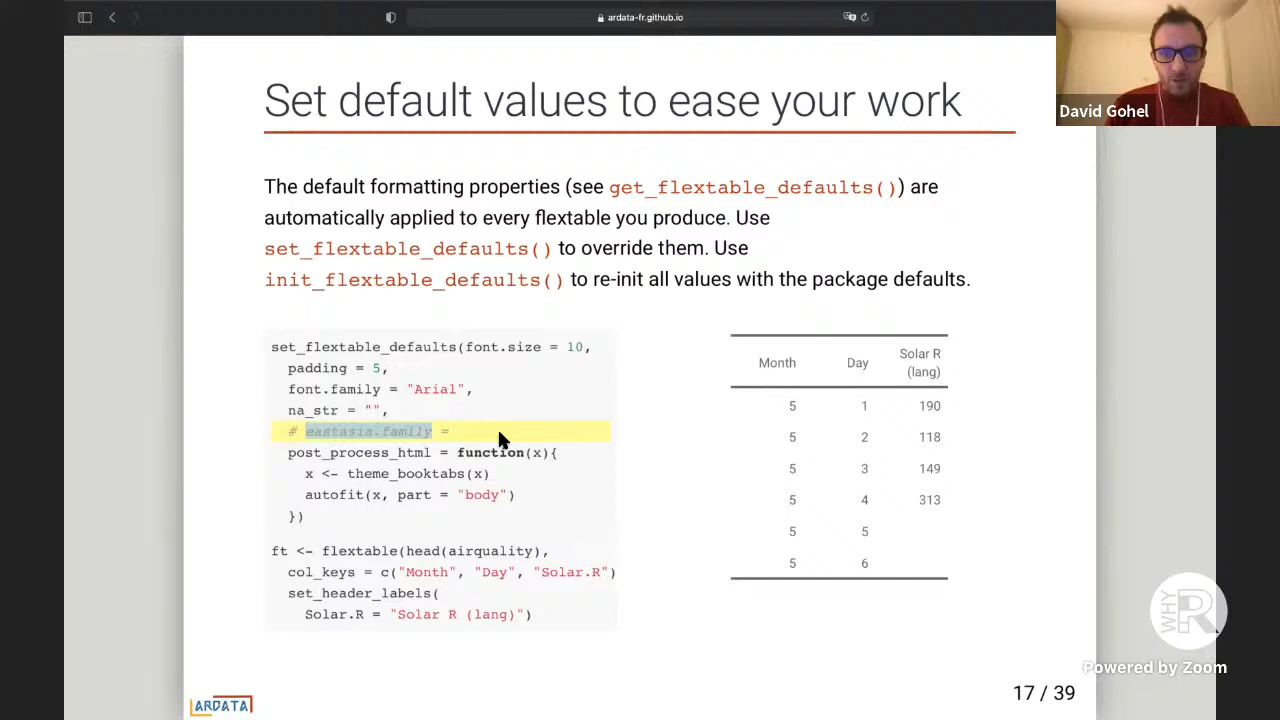 ardata-fr.github.io
David Gohel
Set default values to ease your work
The default formatting properties (see get_flextable_defaults()) are
automatically applied to every flextable you produce. Use
set_flextable_defaults() to override them. Use
init_flextable_defaults() to re-init all values with the package defaults.
set_flextable_defaults(font.size = 10,
padding = 5,
font.family = "Arial",
na_str = "",
# eastasia.family =
post_process_html = function(x){
x <- theme_booktabs(x)
autofit(x, part = "body")
})
ft <- flextable(head(airquality),
col_keys = c("Month", "Day", "Solar.R")
set_header_labels(
Solar.R = "Solar R (lang)")
Month Day Solar R
(lang)
5 1 190
5 2 118
5 3 149
5 4 313
5 5
5 6
WHY R
Powered by Zoom
17 / 39
ARDATA